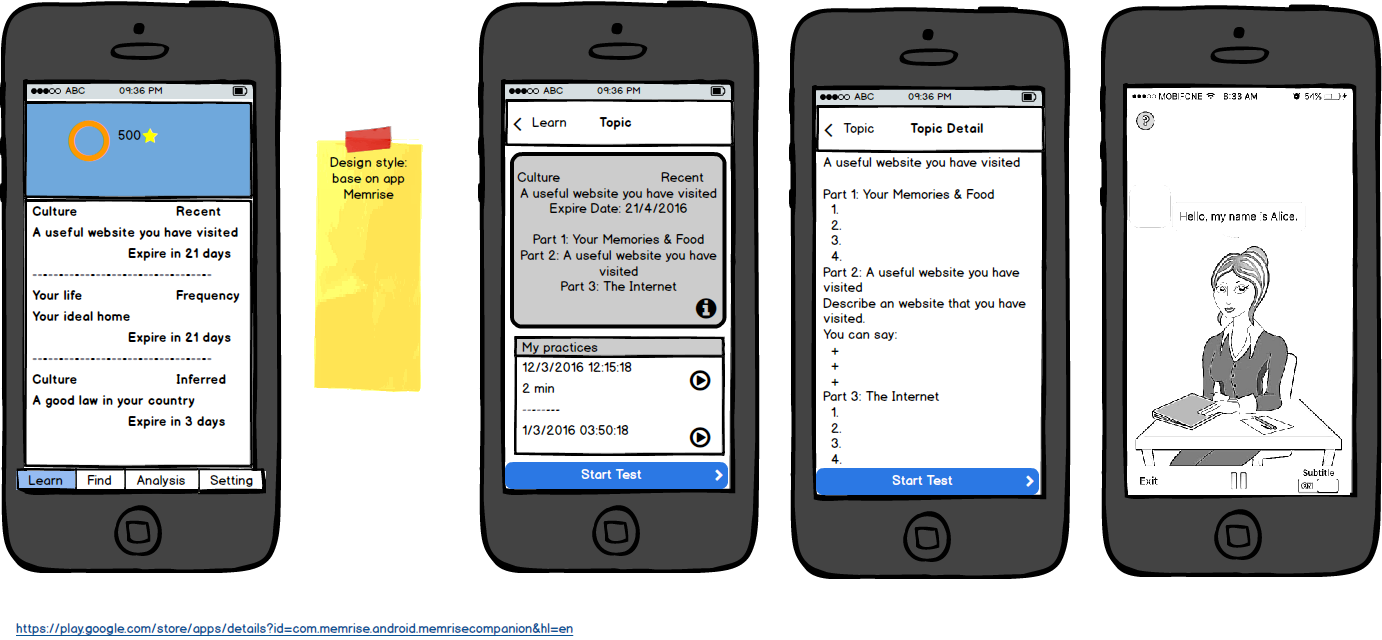 ABC 09:36 PM
500
Culture Recent
A useful website you have visited
Expire in 21 days
--------------------------------
Your life Frequency
Your ideal home
Expire in 21 days
--------------------------------
Culture Inferred
A good law in your country
Expire in 3 days
Learn Find Analysis Setting
Design style:
base on app
Memrise
ABC 09:36 PM
Learn Topic
Culture Recent
A useful website you have visited
Expire Date: 21/4/2016
Part 1: Your Memories & Food
Part 2: A useful website you have
visited
Part 3: The Internet
i
My practices
12/3/2016 12:15:18
2 min
--------
1/3/2016 03:50:18
Start Test
ABC 09:36 PM
Topic Topic Detail
A useful website you have visited
Part 1: Your Memories & Food
1.
2.
3.
4.
Part 2: A useful website you have
visited
Describe an website that you have
visited.
You can say:
+
+
+
Part 3: The Internet
1.
2.
3.
4.
Start Test
MOBIFONE 8:33 AM 54%
?
Hello, my name is Alice.
Exit
Subtitle
https://play.google.com/store/apps/details?id=com.memrise.android.memrisecompanion&hl=en